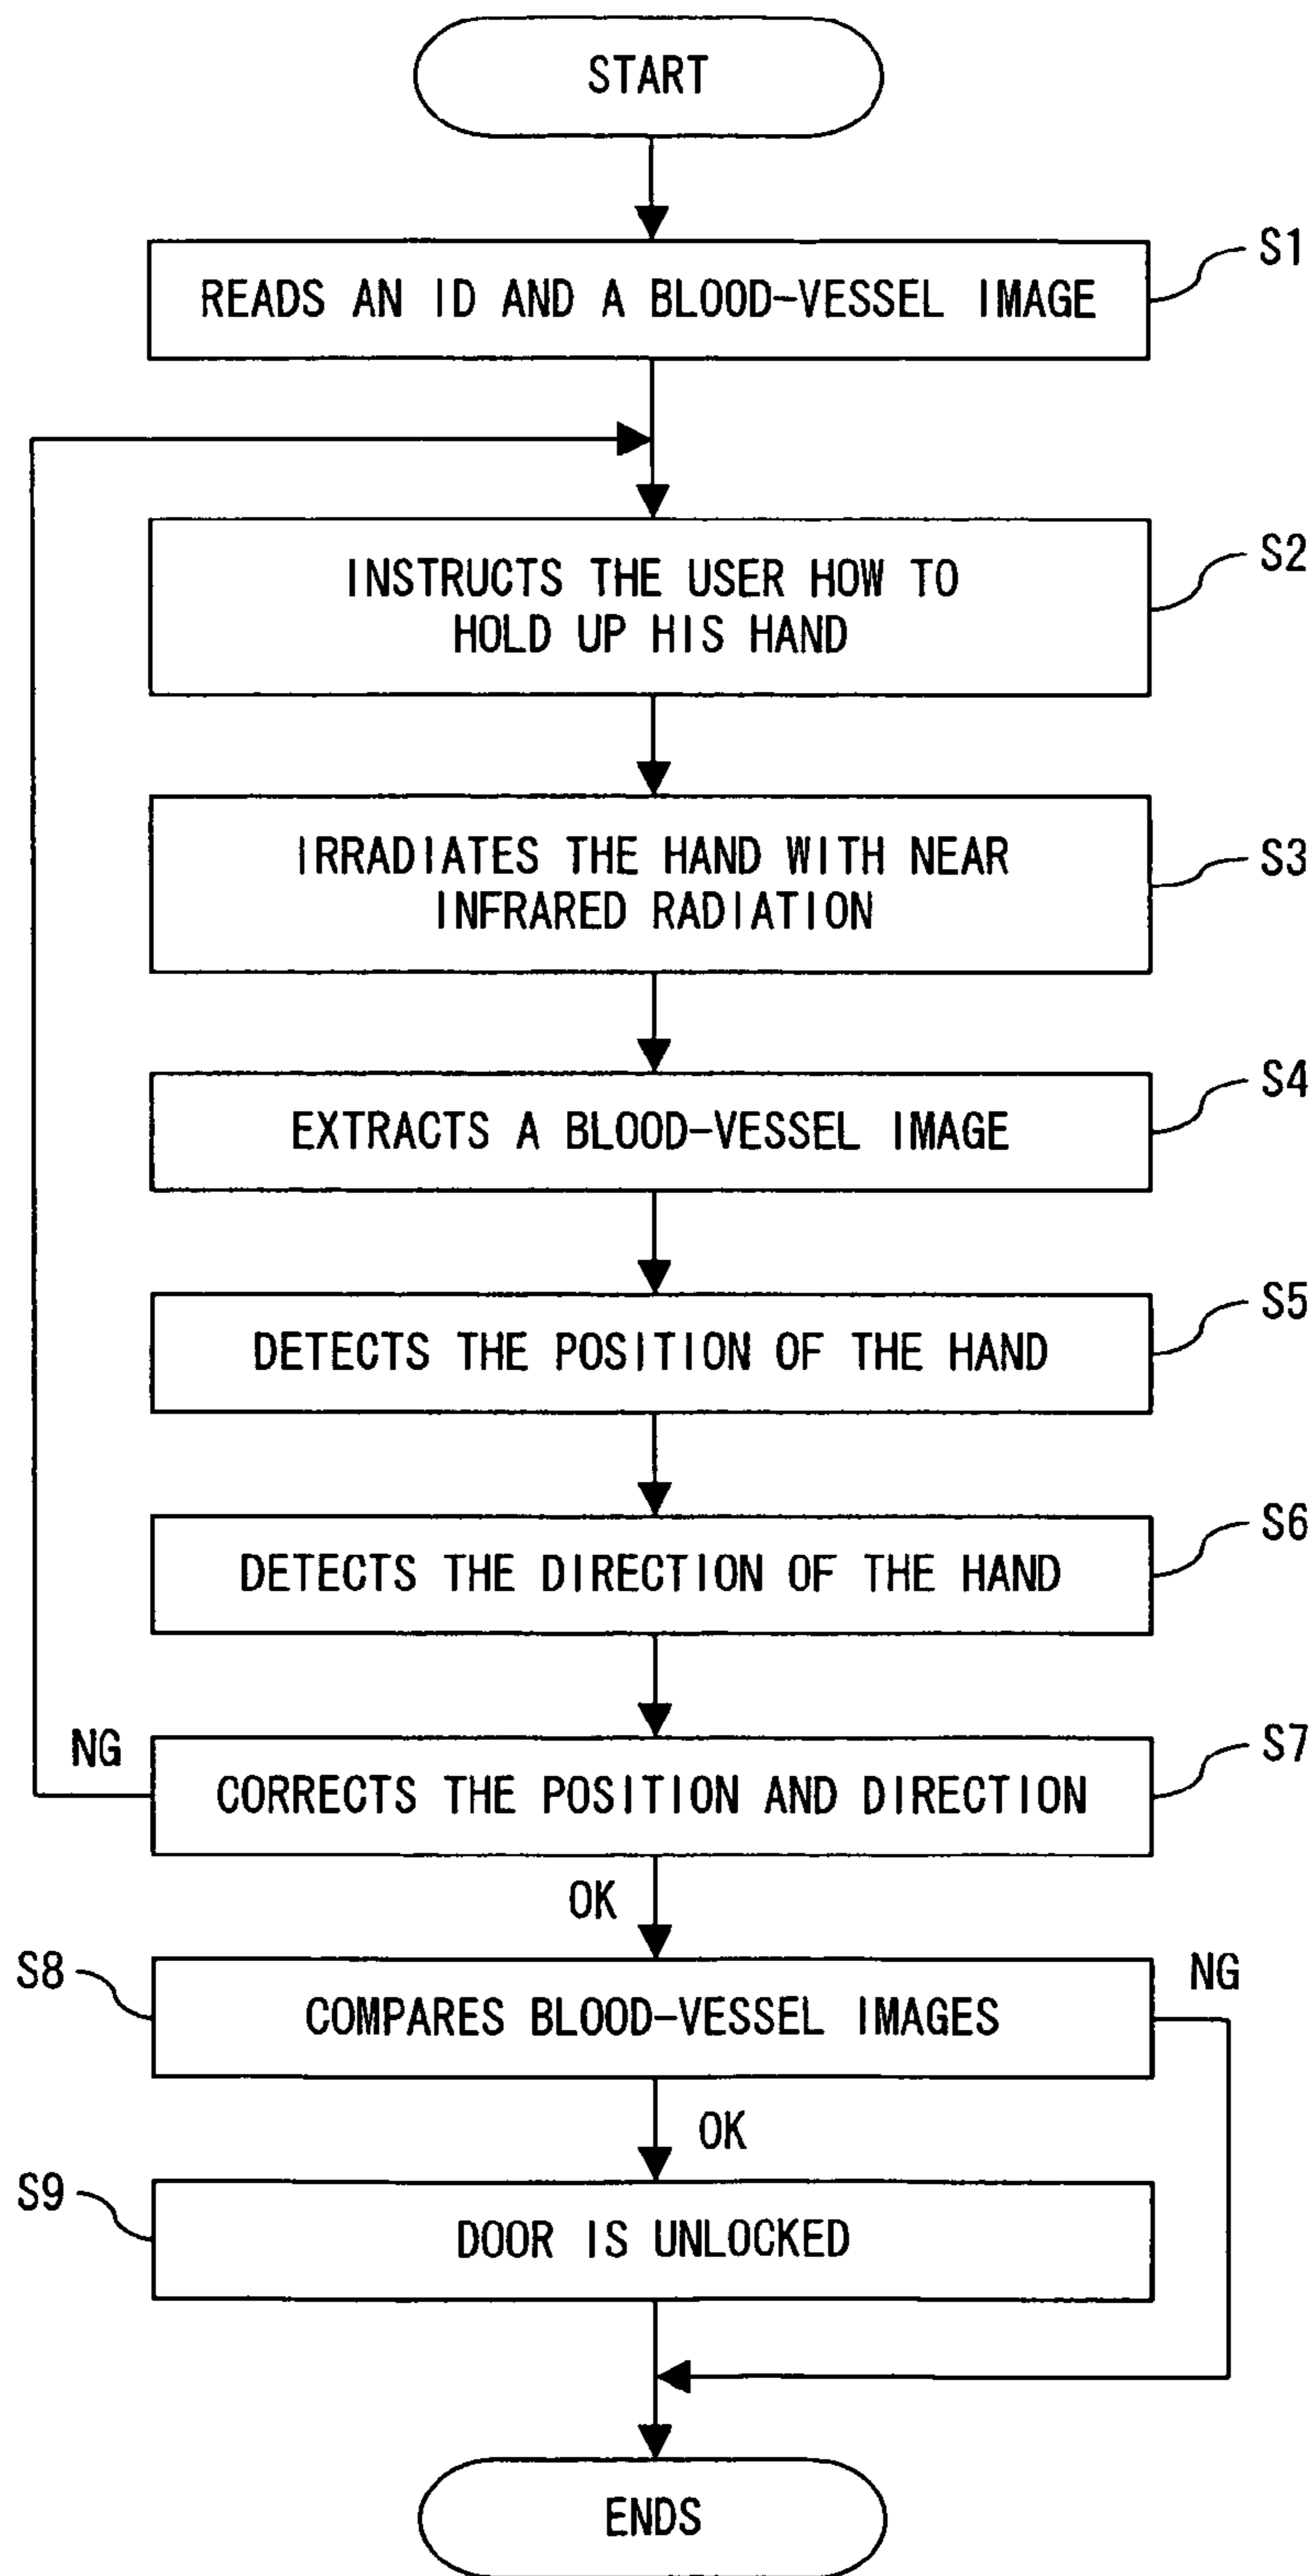 START
READS AN ID AND A BLOOD-VESSEL IMAGE
S1
INSTRUCTS THE USER HOW TO
HOLD UP HIS HAND
S2
IRRADIATES THE HAND WITH NEAR
INFRARED RADIATION
S3
EXTRACTS A BLOOD-VESSEL IMAGE
S4
DETECTS THE POSITION OF THE HAND
S5
DETECTS THE DIRECTION OF THE HAND
S6
NG
CORRECTS THE POSITION AND DIRECTION
S7
OK
S8
COMPARES BLOOD-VESSEL IMAGES
NG
OK
S9
DOOR IS UNLOCKED
ENDS